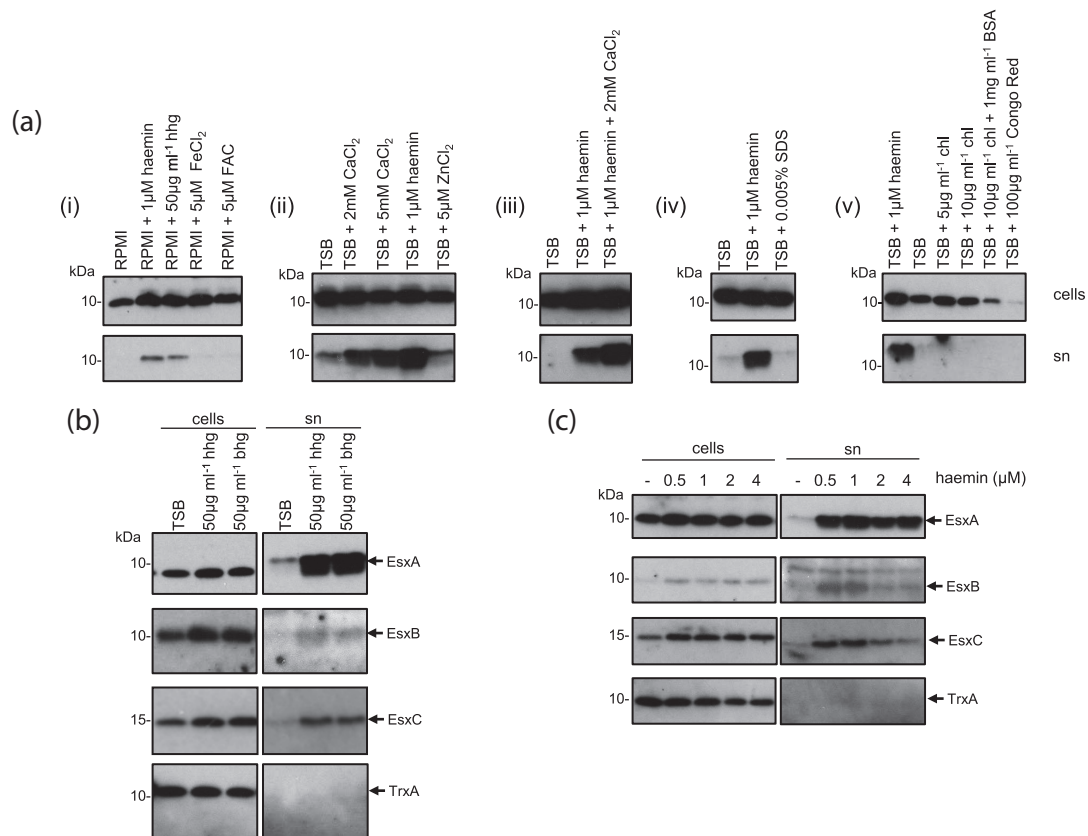 (a)
(i)
RPMI
RPMI + 1µM haemin
RPMI + 50µg ml-1 hhg
RPMI + 5µM FeCl2
RPMI + 5µM FAC
kDa
10-
10-
(ii)
TSB
TSB + 2mM CaCl2
TSB + 5mM CaCl2
TSB + 1µM haemin
TSB + 5µM ZnCl2
kDa
10-
10-
(iii)
TSB
TSB + 1µM haemin
TSB + 1µM haemin + 2mM CaCl2
kDa
10-
10-
(iv)
TSB
TSB + 1µM haemin
TSB + 0.005% SDS
kDa
10-
10-
(v)
TSB + 1µM haemin
TSB
TSB + 5µg ml-1 chl
TSB + 10µg ml-1 chl
TSB + 10µg ml-1 chl + 1mg ml-1 BSA
TSB + 100µg ml-1 Congo Red
kDa
10-
10-
cells
sn
(b)
cells
sn
TSB
50µg ml-1 hhg
50µg ml-1 bhg
TSB
50µg ml-1 hhg
50µg ml-1 bhg
kDa
10-
EsxA
10-
EsxB
15-
EsxC
10-
TrxA
(c)
cells
sn
- 0.5 1 2 4
- 0.5 1 2 4
haemin (µM)
kDa
10-
EsxA
10-
EsxB
15-
EsxC
10-
TrxA